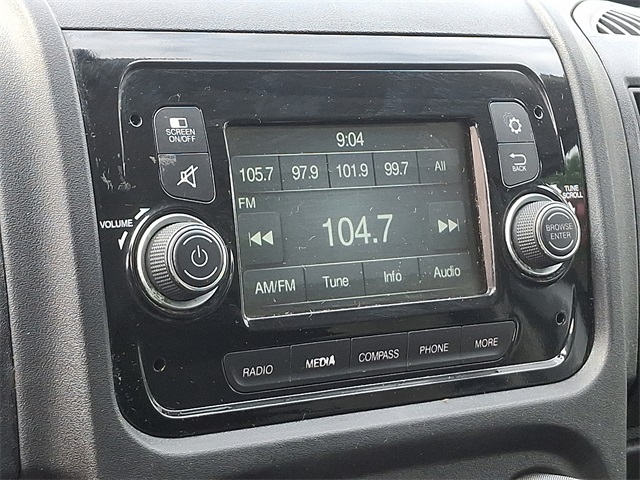 SCREEN
ON/OFF
VOLUME
9:04
105.7 97.9 101.9 99.7 All
FM
104.7
AM/FM Tune Info Audio
BACK
TUNE
SCROLL
BROWSE
ENTER
RADIO MEDIA COMPASS PHONE MORE